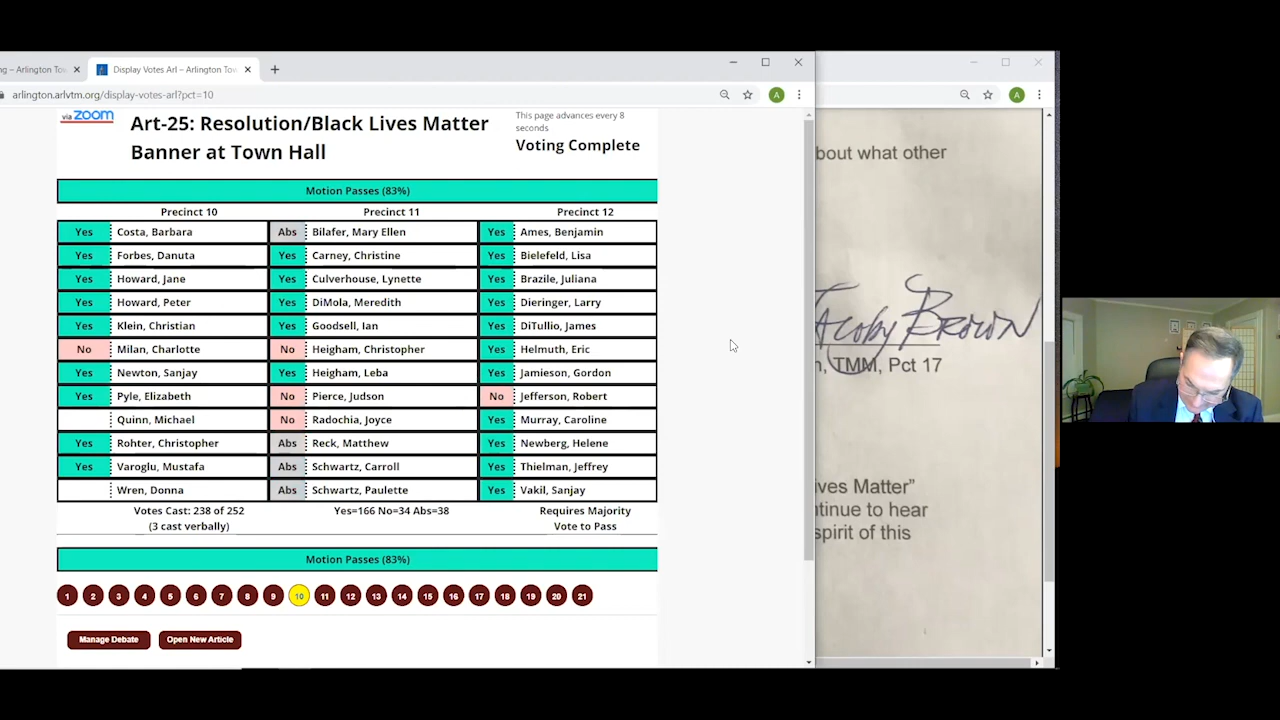 ng – Arlington Tow
Display Votes Arl – Arlington Tow
arlington.arlvtm.org/display-votes-arl?pct=10
A
A
via zoom
Art-25: Resolution/Black Lives Matter
Banner at Town Hall
This page advances every 8
seconds
Voting Complete
Motion Passes (83%)
Precinct 10 Precinct 11 Precinct 12
Yes Costa, Barbara Abs Bilafer, Mary Ellen Yes Ames, Benjamin
Yes Forbes, Danuta Yes Carney, Christine Yes Bielefeld, Lisa
Yes Howard, Jane Yes Culverhouse, Lynette Yes Brazile, Juliana
Yes Howard, Peter Yes DiMola, Meredith Yes Dieringer, Larry
Yes Klein, Christian Yes Goodsell, Ian Yes DiTullio, James
No Milan, Charlotte No Heigham, Christopher Yes Helmuth, Eric
Yes Newton, Sanjay Yes Heigham, Leba Yes Jamieson, Gordon
Yes Pyle, Elizabeth No Pierce, Judson No Jefferson, Robert
Quinn, Michael No Radochia, Joyce Yes Murray, Caroline
Yes Rohter, Christopher Abs Reck, Matthew Yes Newberg, Helene
Yes Varoglu, Mustafa Abs Schwartz, Carroll Yes Thielman, Jeffrey
Wren, Donna Abs Schwartz, Paulette Yes Vakil, Sanjay
Votes Cast: 238 of 252 Yes=166 No=34 Abs=38 Requires Majority
(3 cast verbally) Vote to Pass
Motion Passes (83%)
1 2 3 4 5 6 7 8 9 10 11 12 13 14 15 16 17 18 19 20 21
Manage Debate Open New Article
bout what other
Jacoby Brown
n, TMM, Pct 17
ives Matter”
ntinue to hear
spirit of this